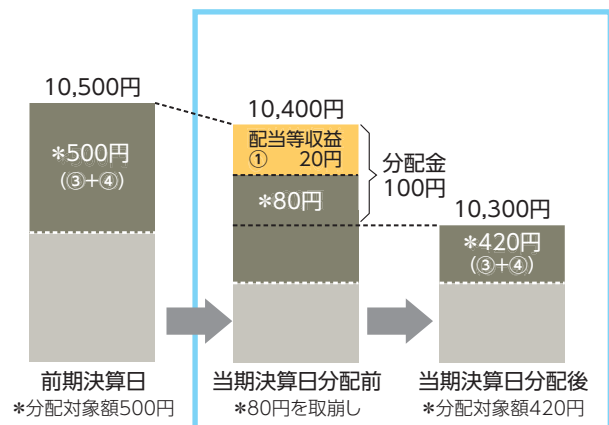 10,500円
*500円
(③+④)
前期決算日
*分配対象額500円
10,400円
配当等収益
① 20円
*80円
分配金
100円
当期決算日分配前
*80円を取崩し
10,300円
*420円
(③+④)
当期決算日分配後
*分配対象額420円